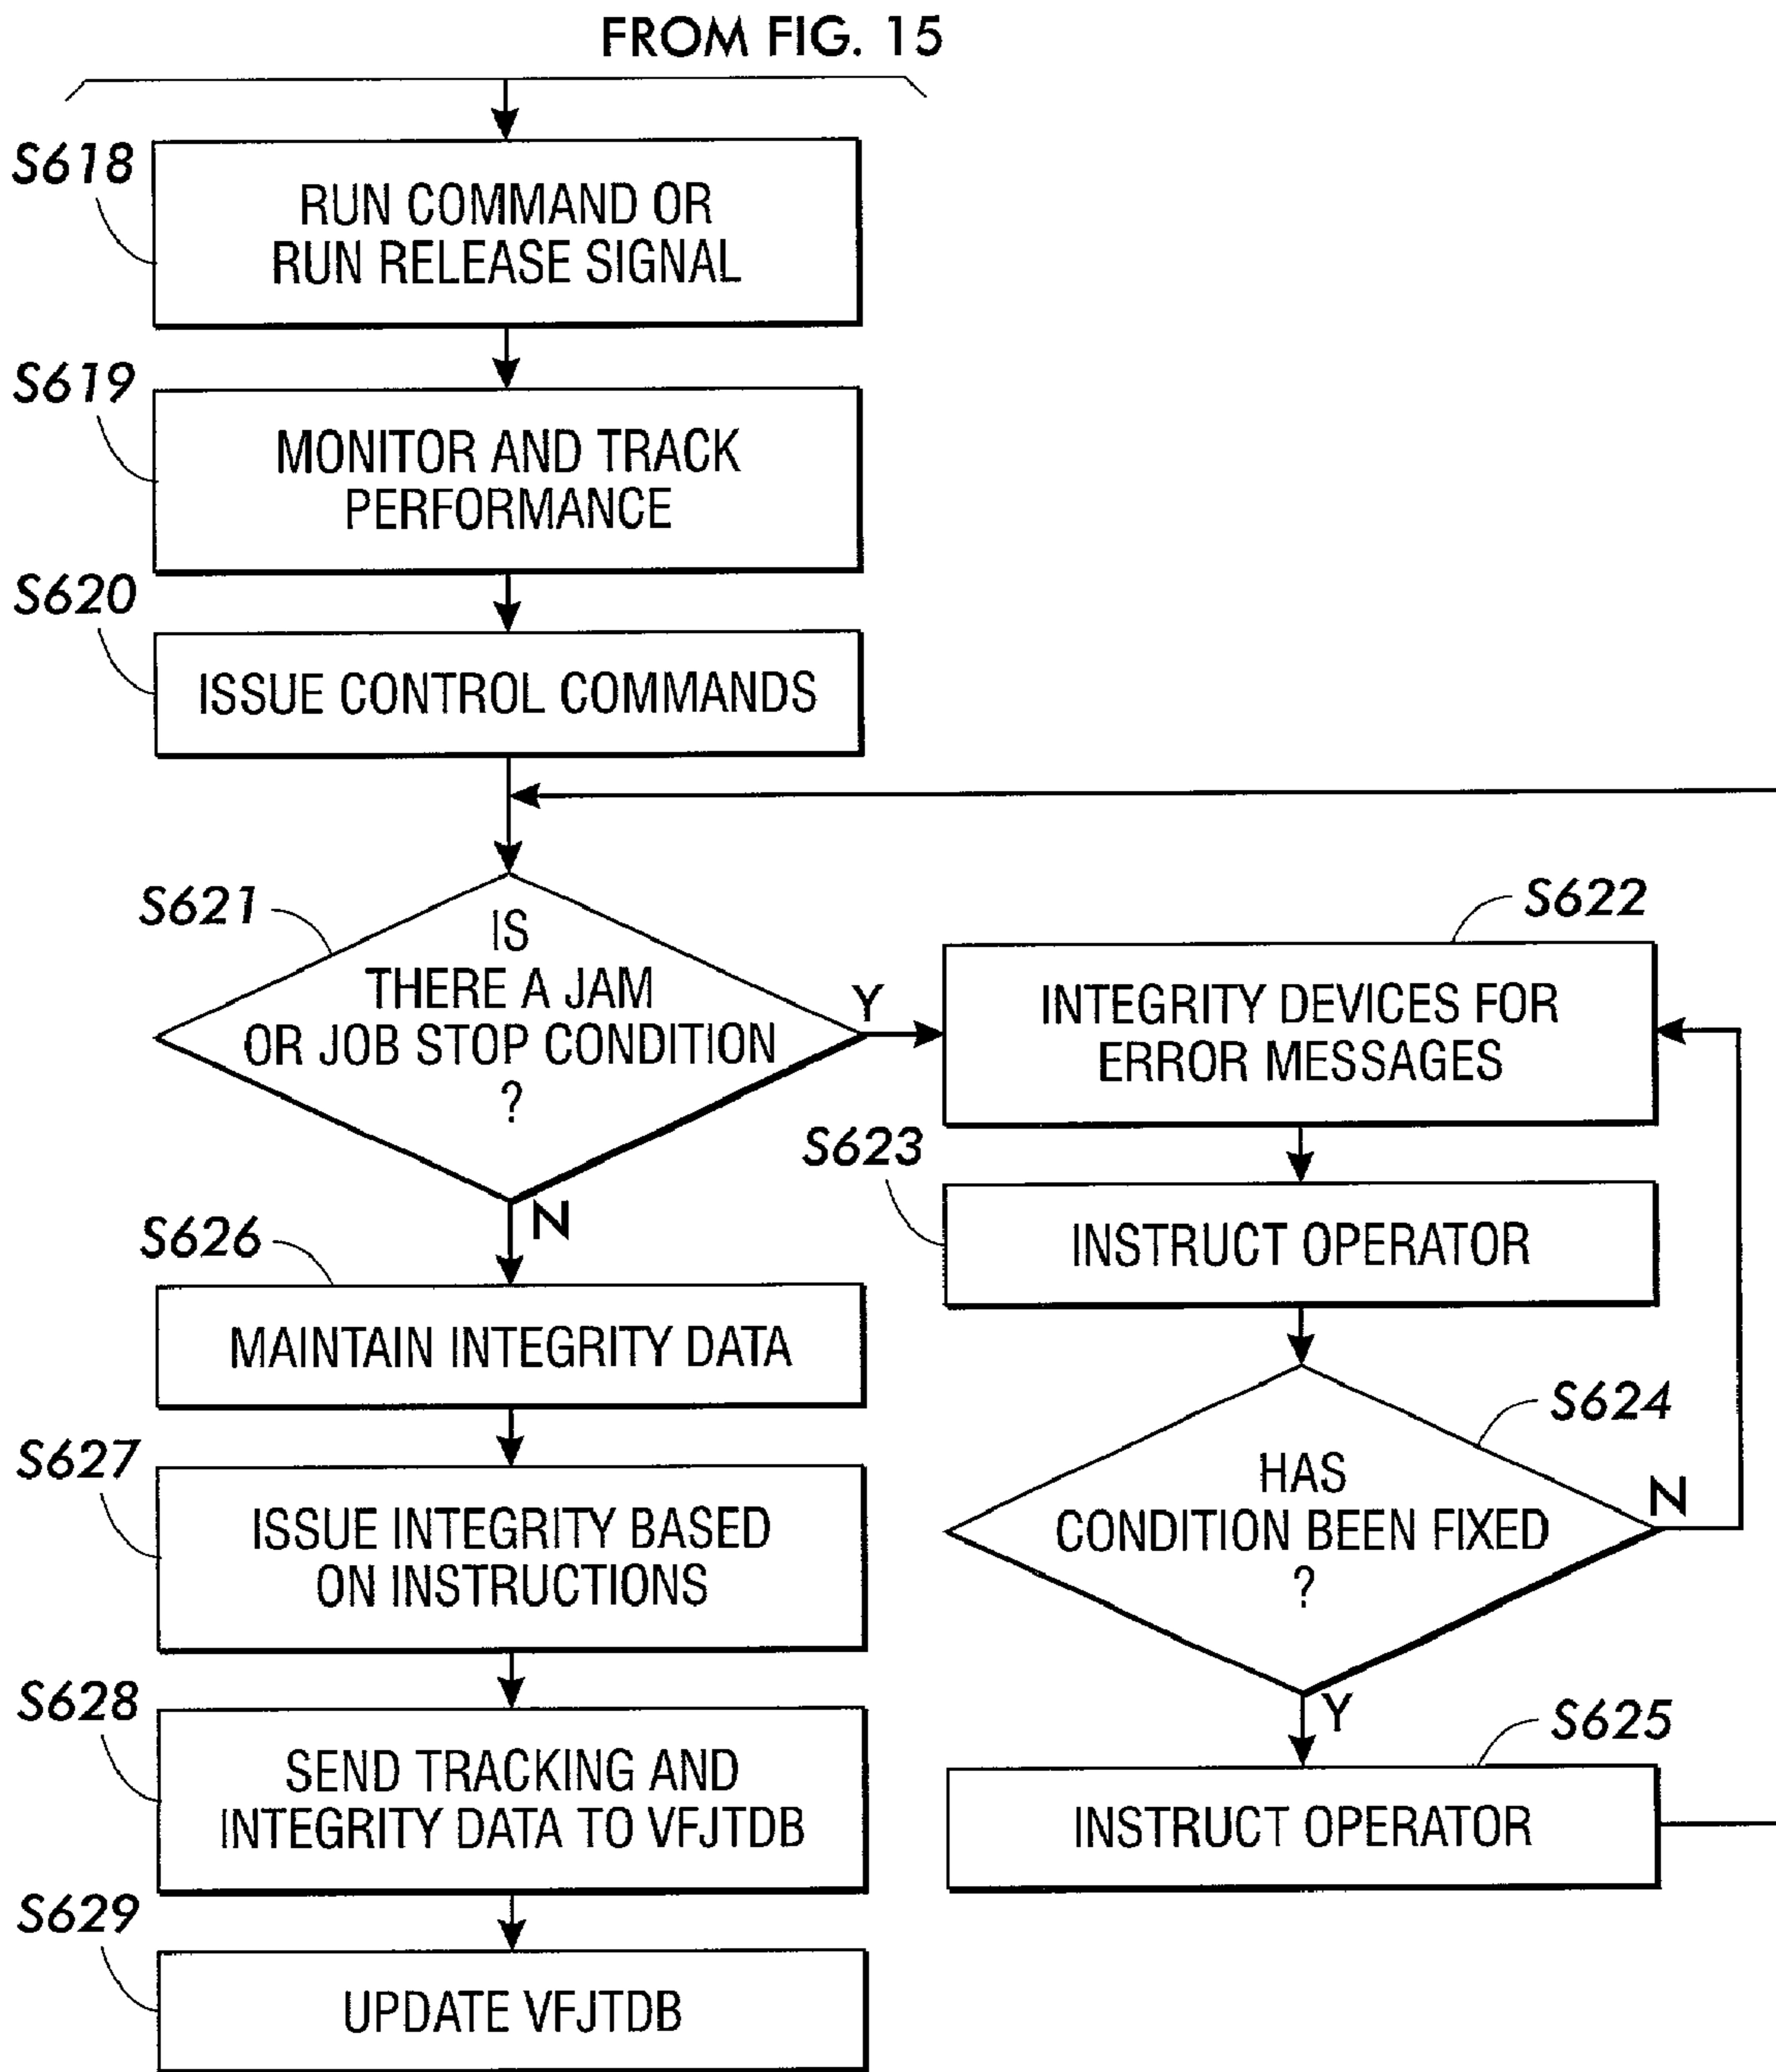 FROM FIG. 15
S618
RUN COMMAND OR
RUN RELEASE SIGNAL
S619
MONITOR AND TRACK
PERFORMANCE
S620
ISSUE CONTROL COMMANDS
S621
IS
THERE A JAM
OR JOB STOP CONDITION
?
Y
N
S622
INTEGRITY DEVICES FOR
ERROR MESSAGES
S623
INSTRUCT OPERATOR
S624
HAS
CONDITION BEEN FIXED
?
N
Y
S625
INSTRUCT OPERATOR
S626
MAINTAIN INTEGRITY DATA
S627
ISSUE INTEGRITY BASED
ON INSTRUCTIONS
S628
SEND TRACKING AND
INTEGRITY DATA TO VFJTDB
S629
UPDATE VFJTDB